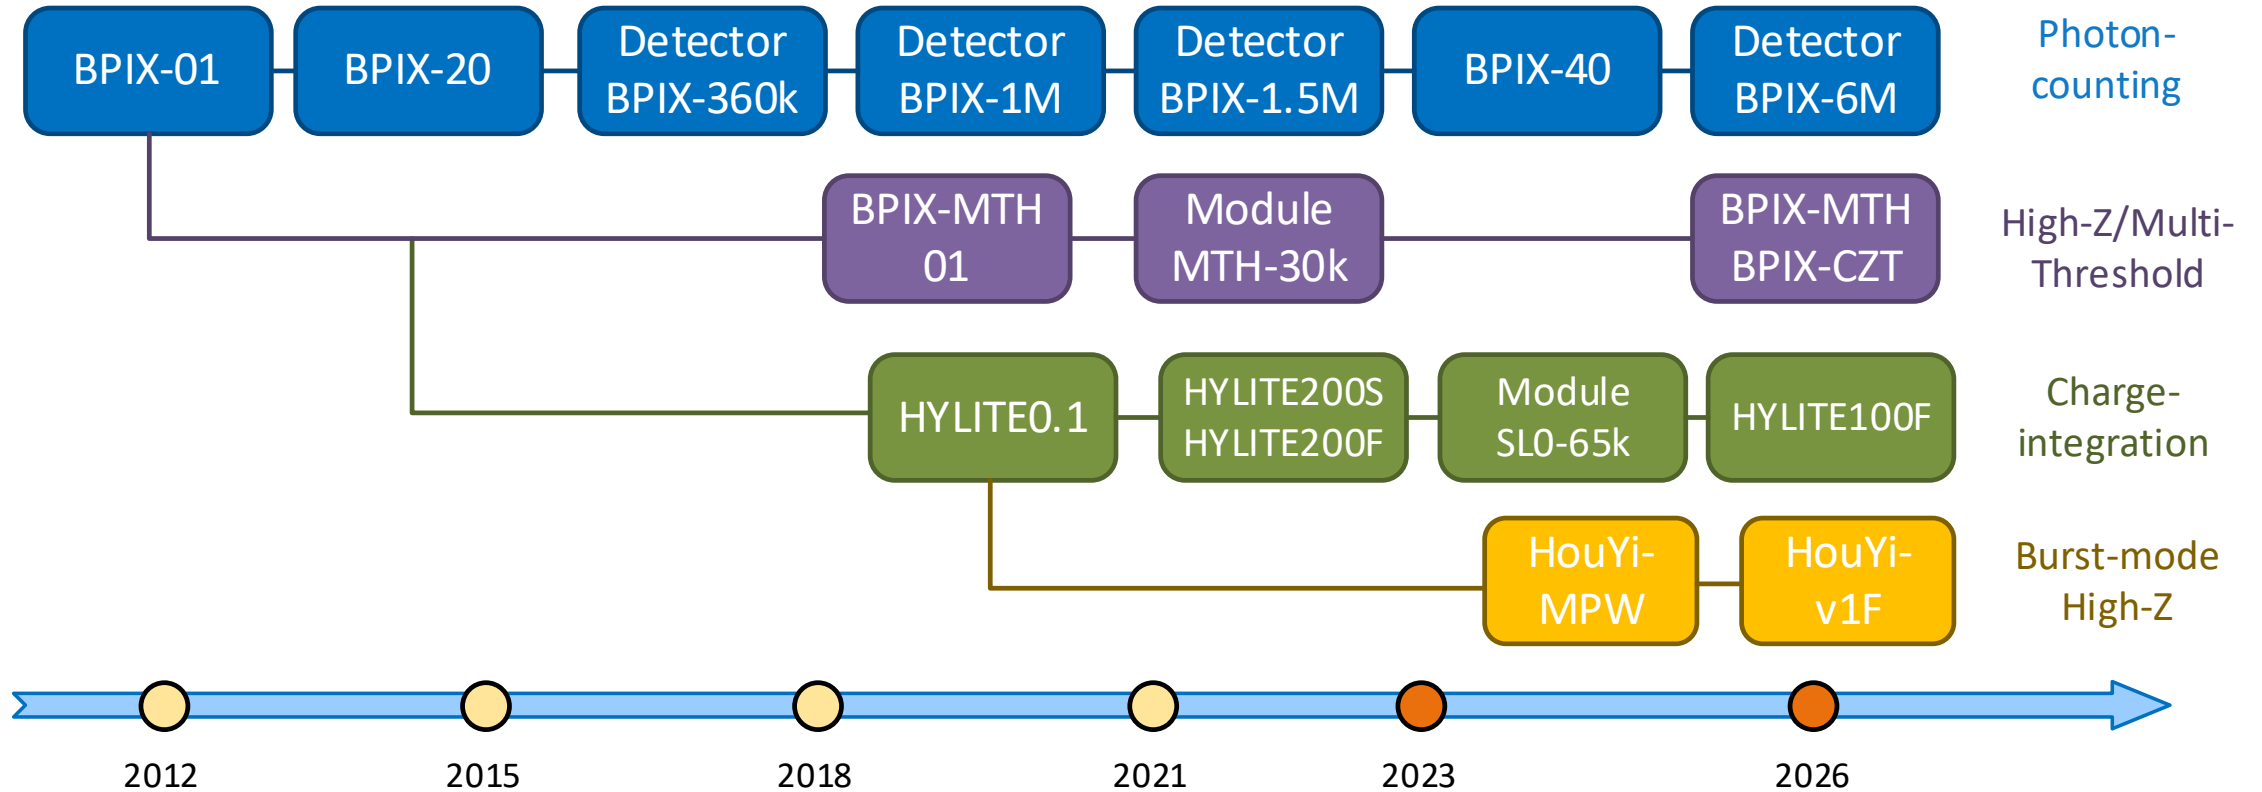 BPIX-01
BPIX-20
Detector
BPIX-360k
Detector
BPIX-1M
Detector
BPIX-1.5M
BPIX-40
Detector
BPIX-6M
Photon-
counting
BPIX-MTH
01
Module
MTH-30k
BPIX-MTH
BPIX-CZT
High-Z/Multi-
Threshold
HYLITE0.1
HYLITE200S
HYLITE200F
Module
SL0-65k
HYLITE100F
Charge-
integration
HouYi-
MPW
HouYi-
v1F
Burst-mode
High-Z
2012
2015
2018
2021
2023
2026